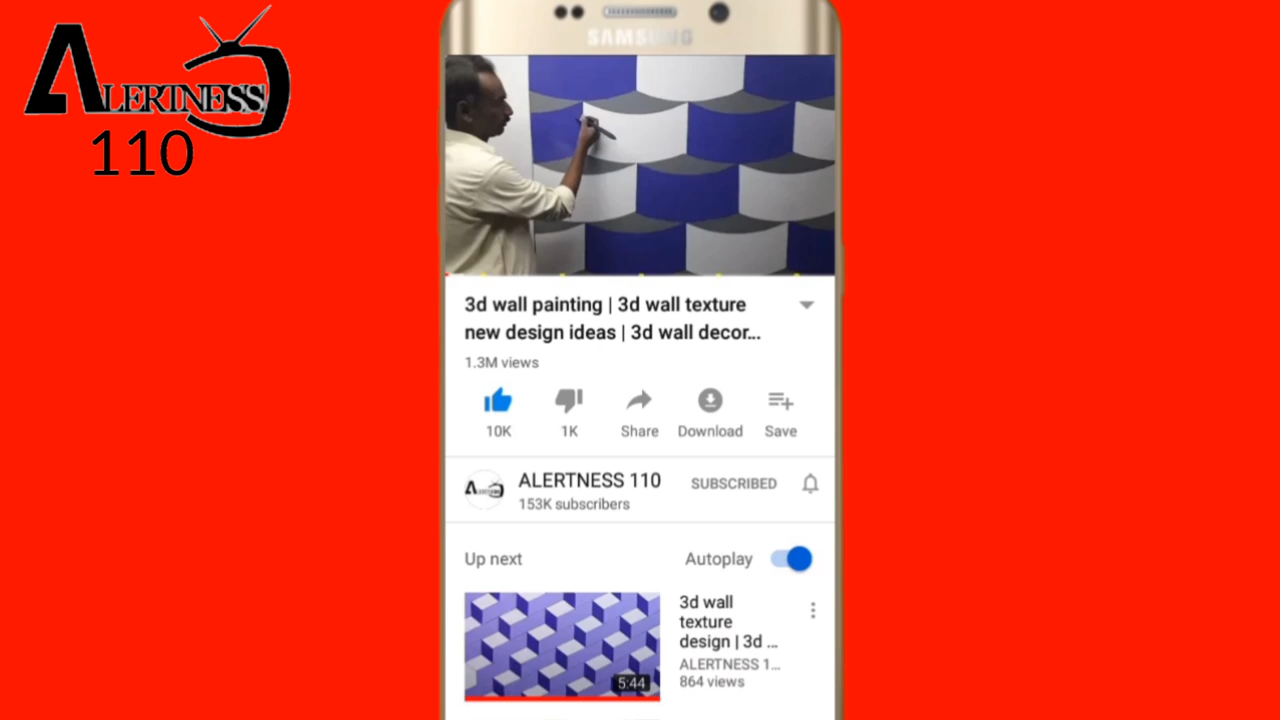 ALERTNESS
110
SAMSUNG
3d wall painting | 3d wall texture
new design ideas | 3d wall decor...
1.3M views
10K
1K
Share
Download
Save
ALERTNESS 110
SUBSCRIBED
153K subscribers
Up next
Autoplay
3d wall
texture
design | 3d ...
ALERTNESS 1...
864 views
5:44